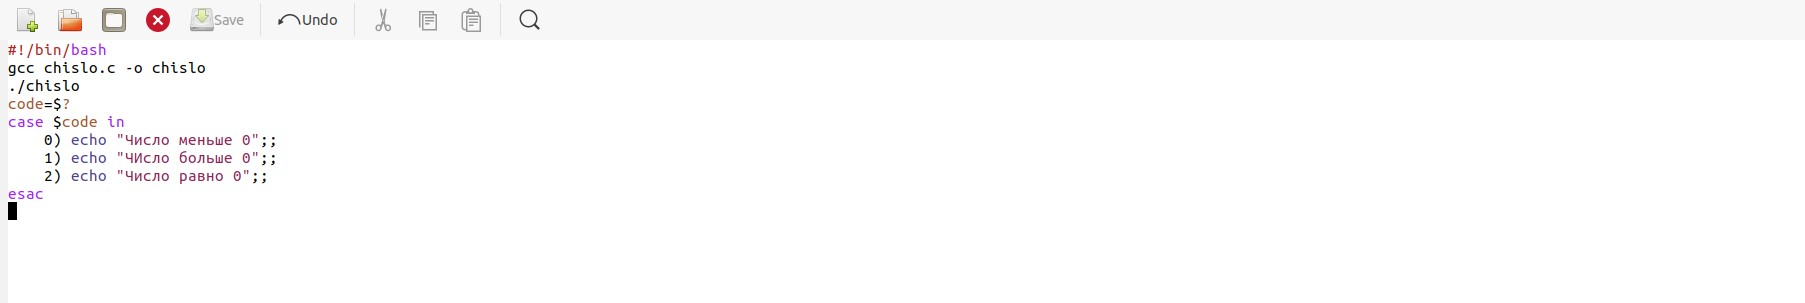 Save Undo
#!/bin/bash
gcc chislo.c -o chislo
./chislo
code=$?
case $code in
    0) echo "Число меньше 0";;
    1) echo "ЧИсло больше 0";;
    2) echo "Число равно 0";;
esac